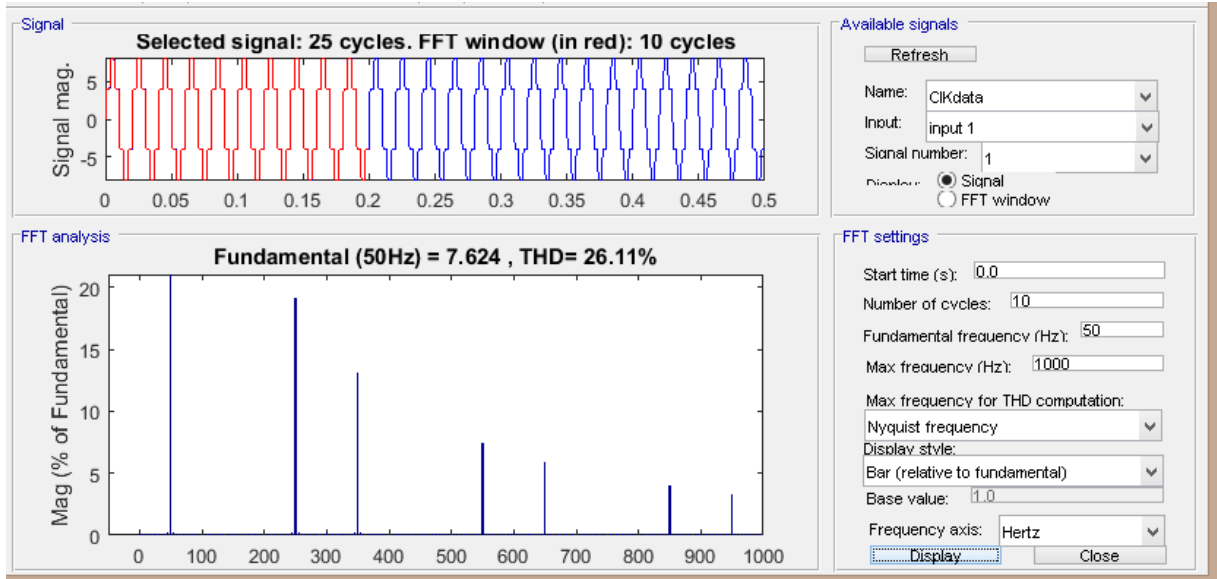 Signal
Selected signal: 25 cycles. FFT window (in red): 10 cycles
Signal mag.
5
0
-5
0 0.05 0.1 0.15 0.2 0.25 0.3 0.35 0.4 0.45 0.5
FFT analysis
Fundamental (50Hz) = 7.624 , THD= 26.11%
Mag (% of Fundamental)
20
15
10
5
0
0 100 200 300 400 500 600 700 800 900 1000
Available signals
Refresh
Name: ClKdata
Input: input 1
Signal number: 1
Display: Signal
FFT window
FFT settings
Start time (s): 0.0
Number of cycles: 10
Fundamental frequency (Hz): 50
Max frequency (Hz): 1000
Max frequency for THD computation:
Nyquist frequency
Display style:
Bar (relative to fundamental)
Base value: 1.0
Frequency axis: Hertz
Display Close